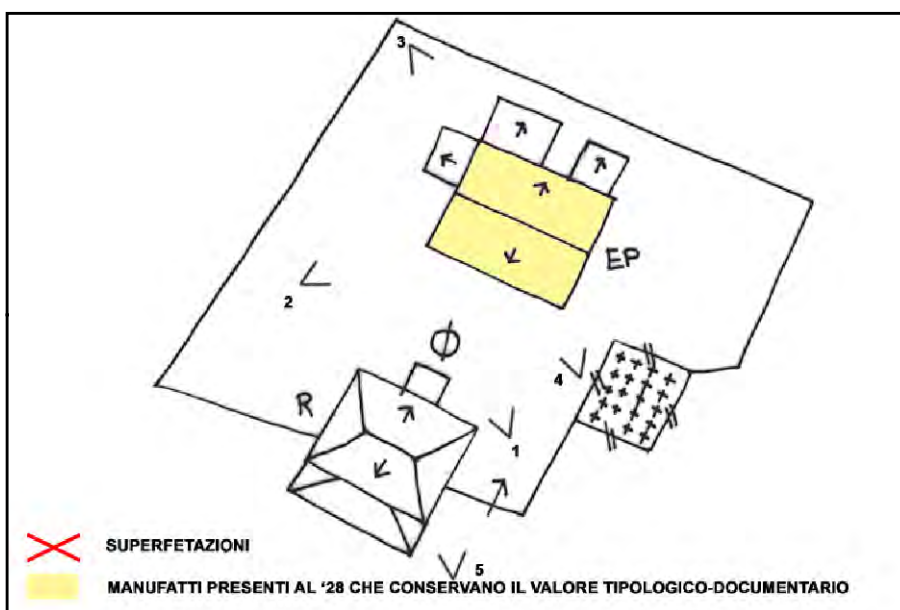 3
EP
2
Φ
4
R
1
5
SUPERFETAZIONI
MANUFATTI PRESENTI AL '28 CHE CONSERVANO IL VALORE TIPOLOGICO-DOCUMENTARIO